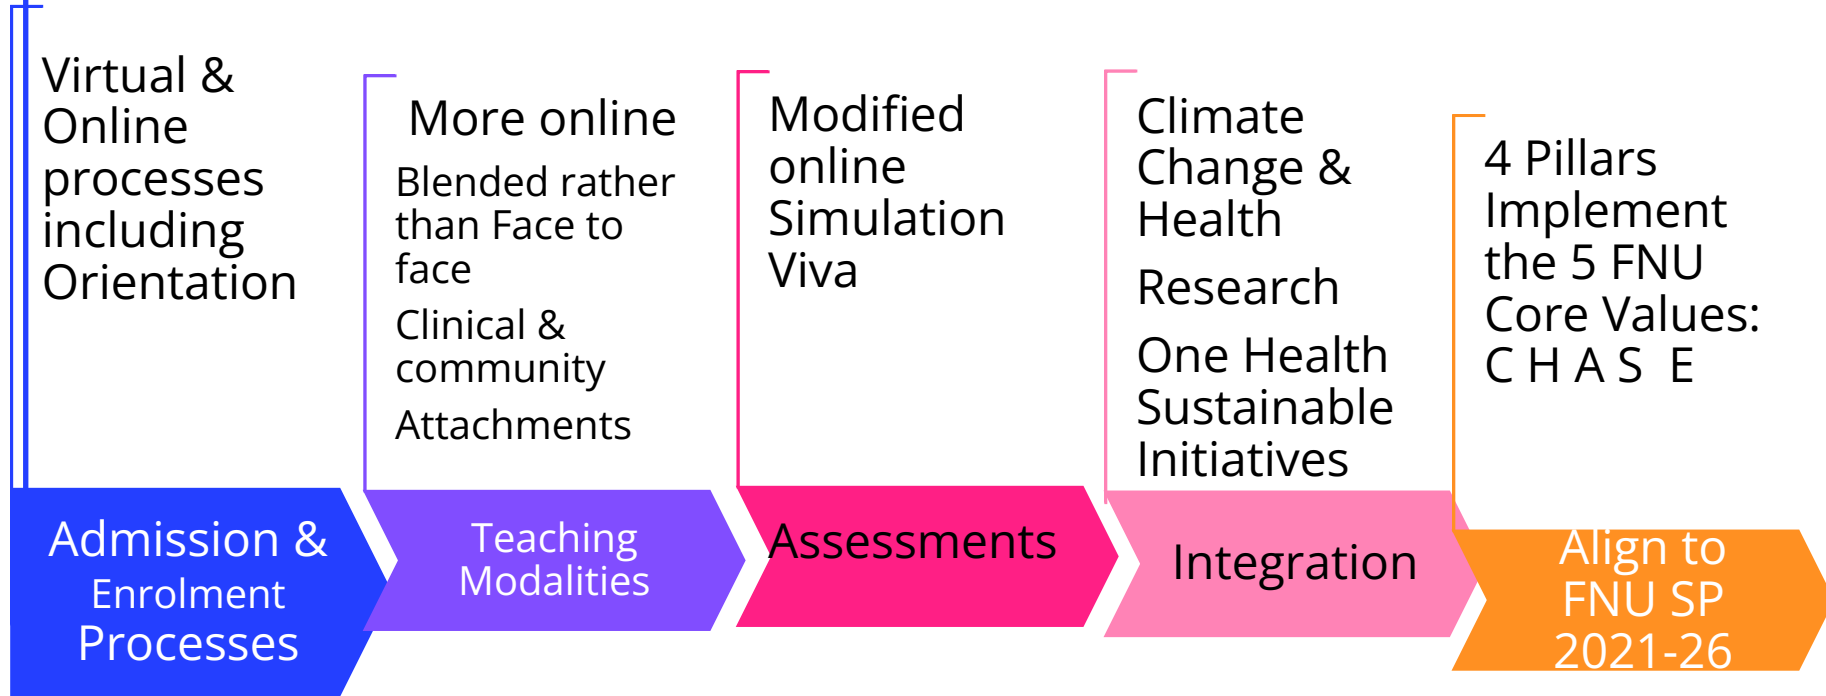 Virtual &
Online
processes
including
Orientation
Admission &
Enrolment
Processes
More online
Blended rather
than Face to
face
Clinical &
community
Attachments
Teaching
Modalities
Modified
online
Simulation
Viva
Assessments
Climate
Change &
Health
Research
One Health
Sustainable
Initiatives
Integration
4 Pillars
Implement
the 5 FNU
Core Values:
C H A S  E
Align to
FNU SP
2021-26